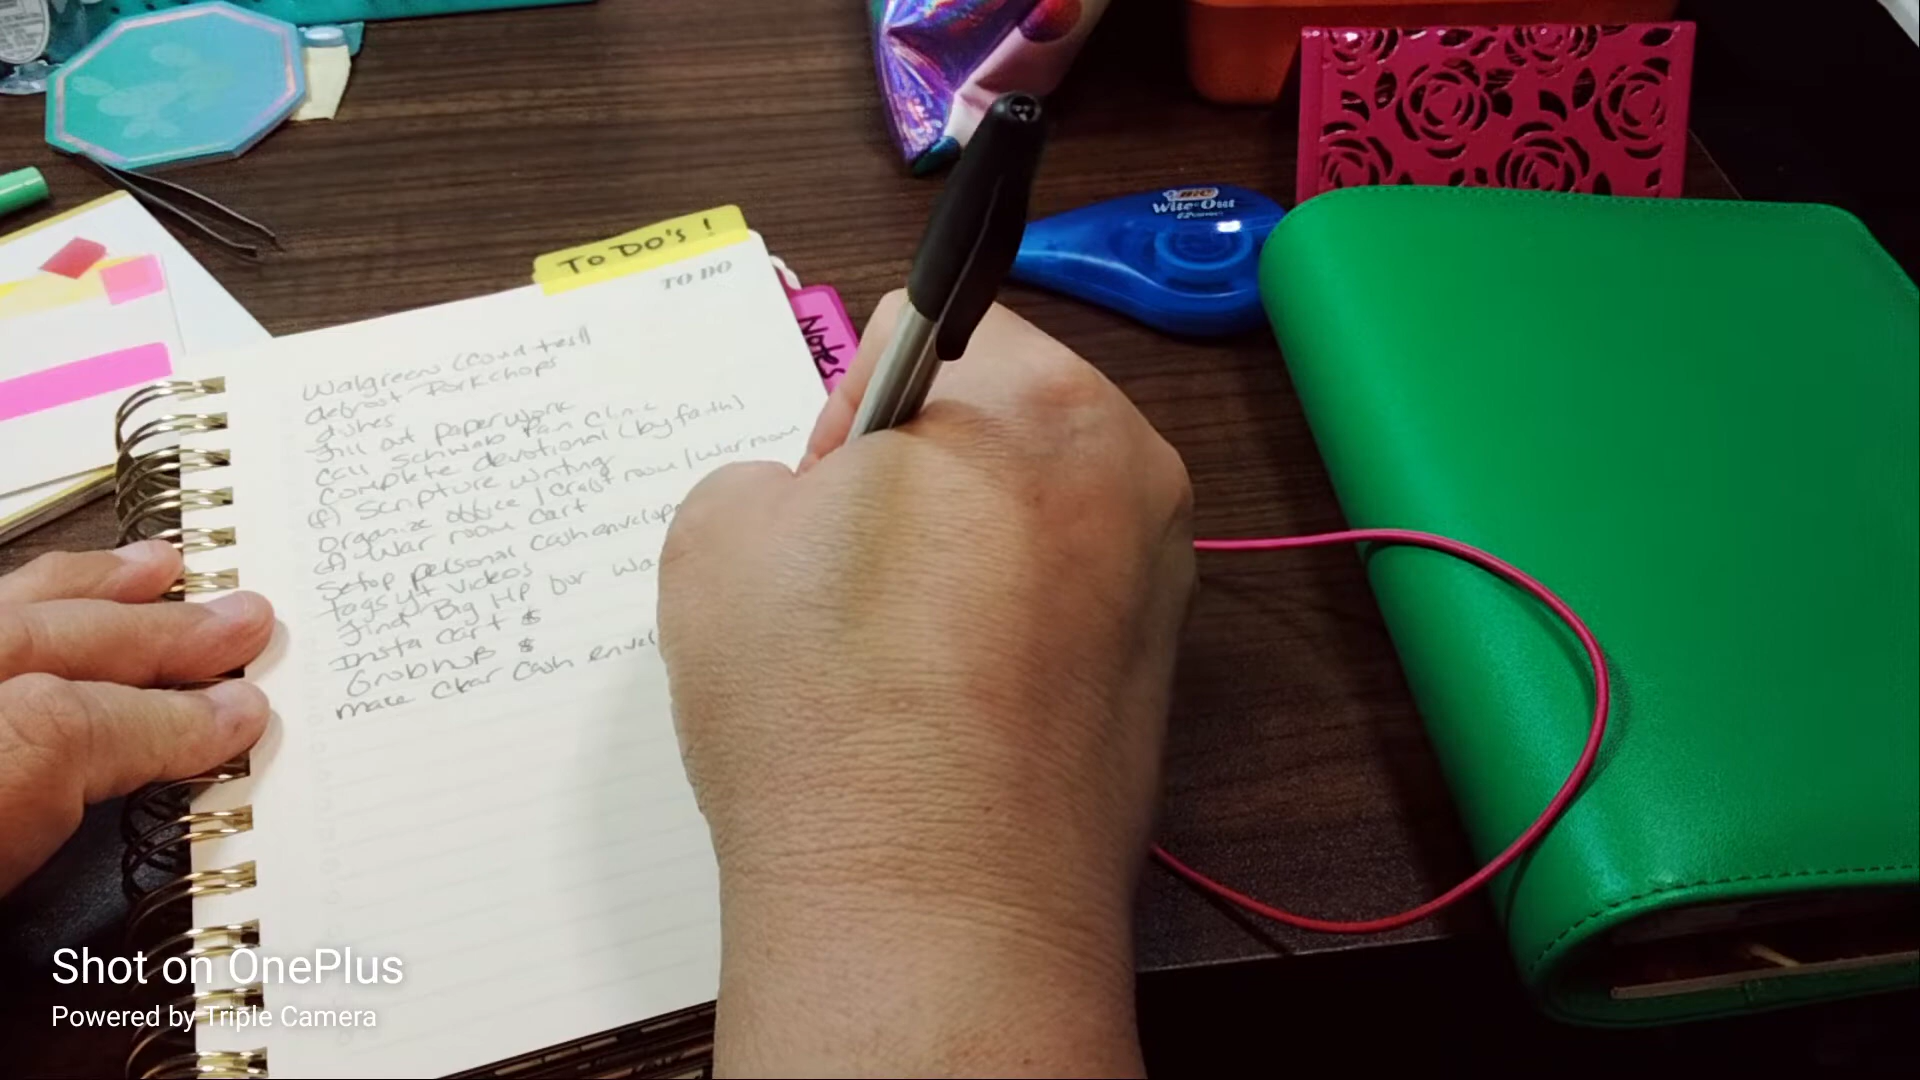 To Do's !
TO DO
Notes
BIC
Wite-Out
Walgreens (Covid test)
defrost Porkchops
dishes
fill out paperwork
Call Schwab Pain Clinic
Complete devotional (by faith)
(f) Scripture writing
Organize office / Craft room / War room
War room cart
Setup personal Cash envelope
tags yt videos
find Big HP our
Insta cart $
GrubhuB $
make Clear Cash envel
Shot on OnePlus
Powered by Triple Camera